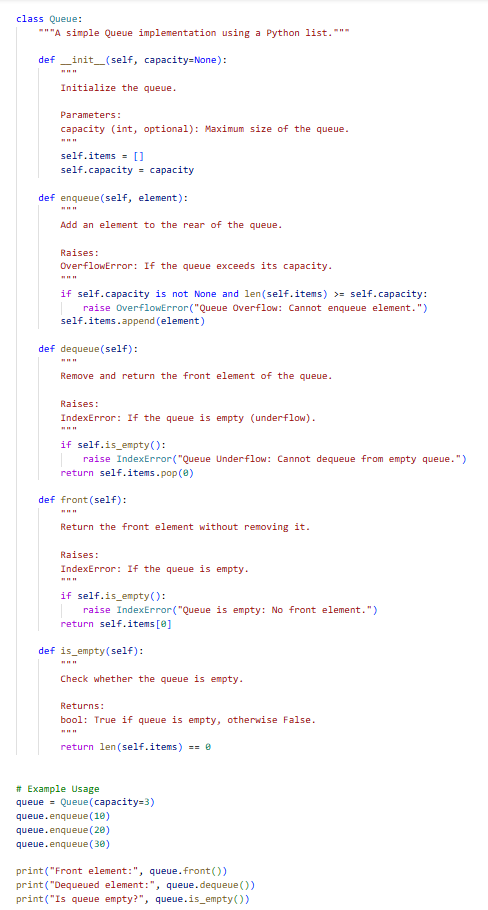 class Queue:
    """A simple Queue implementation using a Python list."""
    def __init__(self, capacity=None):
        """
        Initialize the queue.
        Parameters:
        capacity (int, optional): Maximum size of the queue.
        """
        self.items = []
        self.capacity = capacity
    def enqueue(self, element):
        """
        Add an element to the rear of the queue.
        Raises:
        OverflowError: If the queue exceeds its capacity.
        """
        if self.capacity is not None and len(self.items) >= self.capacity:
            raise OverflowError("Queue Overflow: Cannot enqueue element.")
        self.items.append(element)
    def dequeue(self):
        """
        Remove and return the front element of the queue.
        Raises:
        IndexError: If the queue is empty (underflow).
        """
        if self.is_empty():
            raise IndexError("Queue Underflow: Cannot dequeue from empty queue.")
        return self.items.pop(0)
    def front(self):
        """
        Return the front element without removing it.
        Raises:
        IndexError: If the queue is empty.
        """
        if self.is_empty():
            raise IndexError("Queue is empty: No front element.")
        return self.items[0]
    def is_empty(self):
        """
        Check whether the queue is empty.
        Returns:
        bool: True if queue is empty, otherwise False.
        """
        return len(self.items) == 0
# Example Usage
queue = Queue(capacity=3)
queue.enqueue(10)
queue.enqueue(20)
queue.enqueue(30)
print("Front element:", queue.front())
print("Dequeued element:", queue.dequeue())
print("Is queue empty?", queue.is_empty())